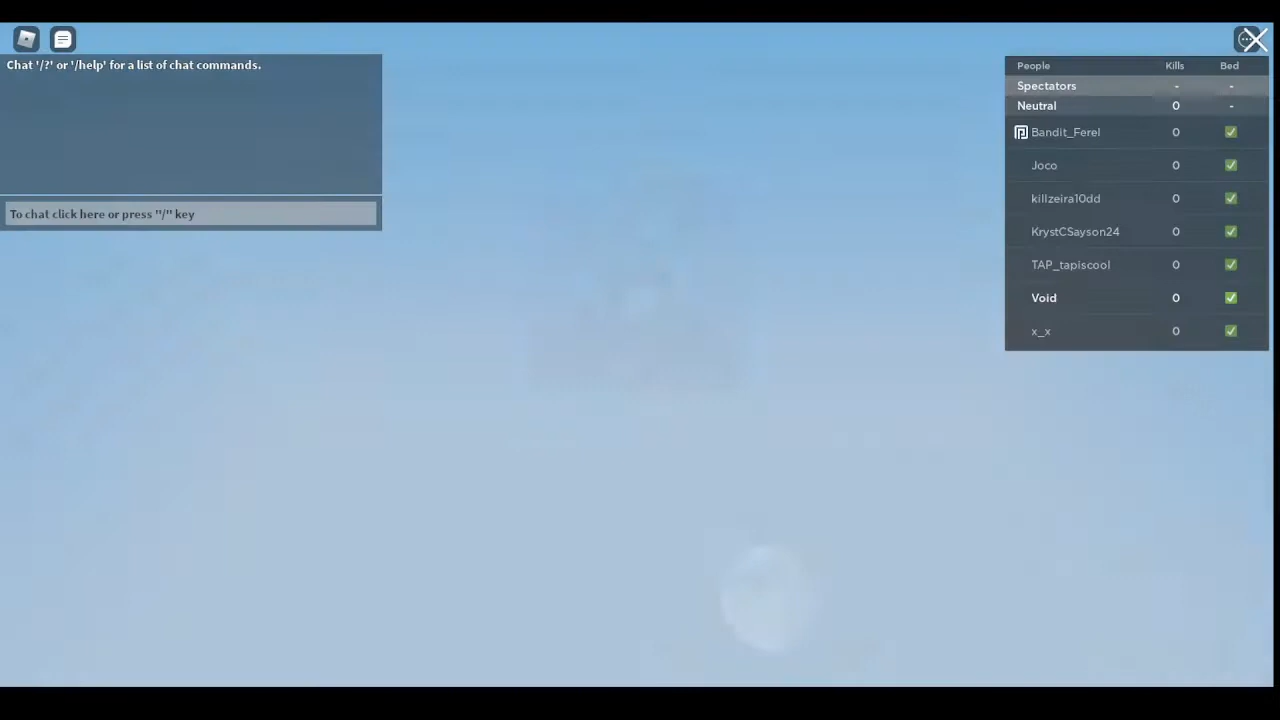 Chat '/?' or '/help' for a list of chat commands.
To chat click here or press "/" key
People Kills Bed
Spectators - -
Neutral 0 -
Bandit_Ferel 0
Joco 0
killzeira10dd 0
KrystCSayson24 0
TAP_tapiscool 0
Void 0
x_x 0